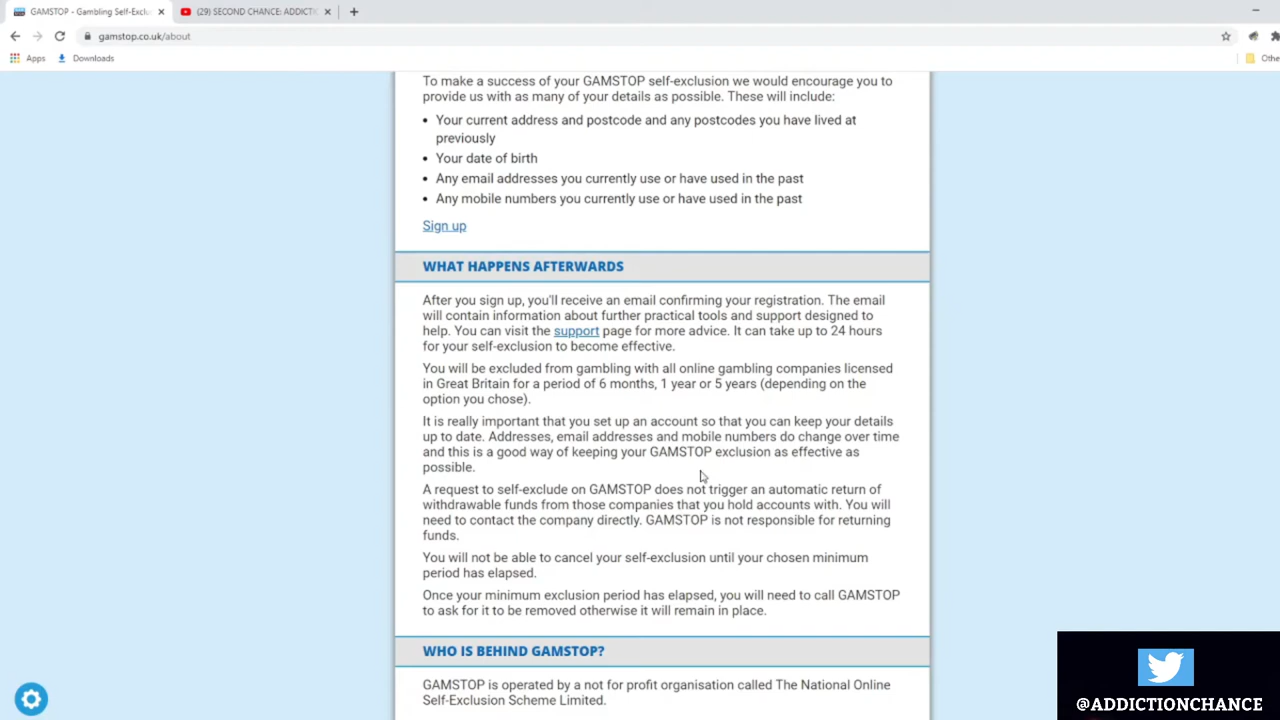 GAMSTOP - Gambling Self-Exclu
(29) SECOND CHANCE: ADDICTI
gamstop.co.uk/about
Apps
Downloads
Othe
To make a success of your GAMSTOP self-exclusion we would encourage you to
provide us with as many of your details as possible. These will include:
• Your current address and postcode and any postcodes you have lived at
previously
• Your date of birth
• Any email addresses you currently use or have used in the past
• Any mobile numbers you currently use or have used in the past
Sign up
WHAT HAPPENS AFTERWARDS
After you sign up, you'll receive an email confirming your registration. The email
will contain information about further practical tools and support designed to
help. You can visit the support page for more advice. It can take up to 24 hours
for your self-exclusion to become effective.
You will be excluded from gambling with all online gambling companies licensed
in Great Britain for a period of 6 months, 1 year or 5 years (depending on the
option you chose).
It is really important that you set up an account so that you can keep your details
up to date. Addresses, email addresses and mobile numbers do change over time
and this is a good way of keeping your GAMSTOP exclusion as effective as
possible.
A request to self-exclude on GAMSTOP does not trigger an automatic return of
withdrawable funds from those companies that you hold accounts with. You will
need to contact the company directly. GAMSTOP is not responsible for returning
funds.
You will not be able to cancel your self-exclusion until your chosen minimum
period has elapsed.
Once your minimum exclusion period has elapsed, you will need to call GAMSTOP
to ask for it to be removed otherwise it will remain in place.
WHO IS BEHIND GAMSTOP?
GAMSTOP is operated by a not for profit organisation called The National Online
Self-Exclusion Scheme Limited.
@ADDICTIONCHANCE